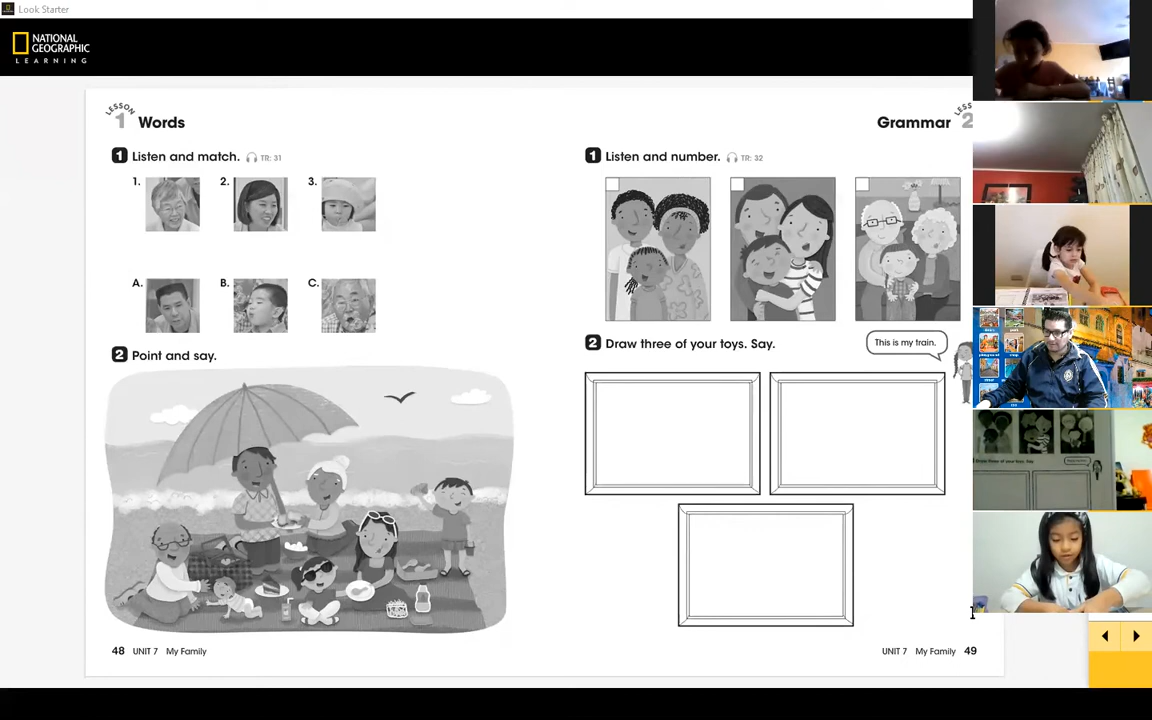 Look Starter
NATIONAL
GEOGRAPHIC
LEARNING
LESSON
1 Words
1 Listen and match. TR: 31
1. 2. 3.
A. B. C.
2 Point and say.
48 UNIT 7 My Family
Grammar 2
1 Listen and number. TR: 32
2 Draw three of your toys. Say.
This is my train.
UNIT 7 My Family 49